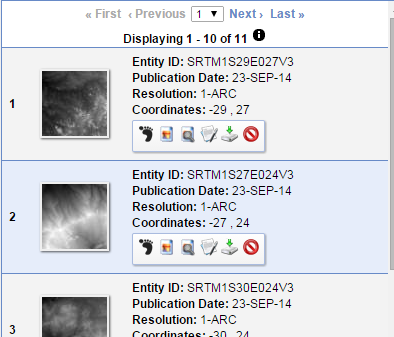 « First ‹ Previous 1 Next › Last »
Displaying 1 - 10 of 11
1
Entity ID: SRTM1S29E027V3
Publication Date: 23-SEP-14
Resolution: 1-ARC
Coordinates: -29 , 27
2
Entity ID: SRTM1S27E024V3
Publication Date: 23-SEP-14
Resolution: 1-ARC
Coordinates: -27 , 24
3
Entity ID: SRTM1S30E024V3
Publication Date: 23-SEP-14
Resolution: 1-ARC
Coordinates: -30 , 24